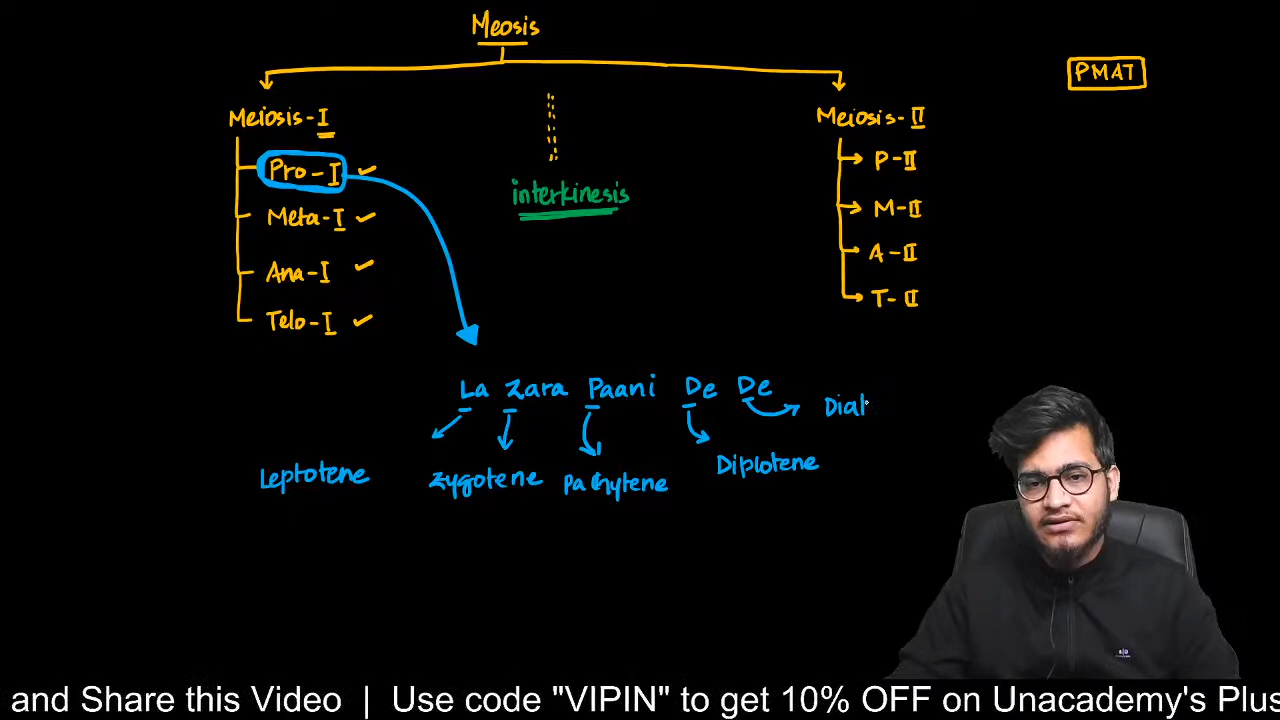 Meosis
PMAT
Meiosis-I
Meiosis-II
Pro-I
Meta-I
Ana-I
Telo-I
interkinesis
P-II
M-II
A-II
T-II
La Zara Paani De De
Dial
Leptotene
Zygotene
Pachytene
Diplotene
and Share this Video | Use code "VIPIN" to get 10% OFF on Unacademy's Plus